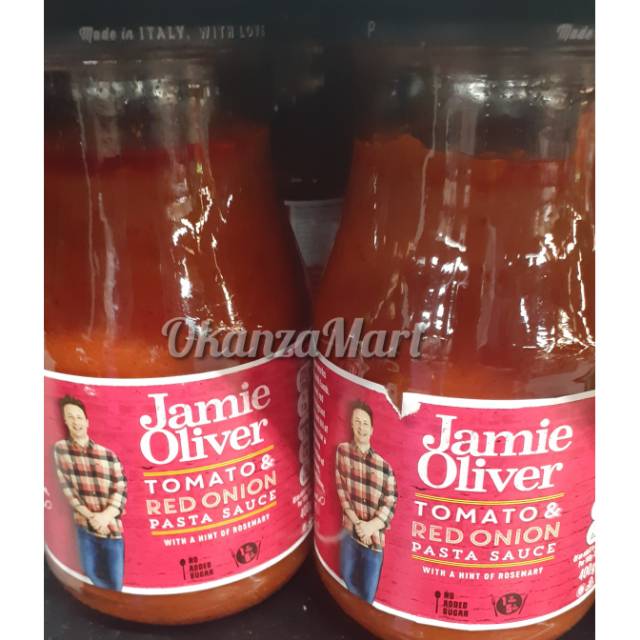 Made in ITALY, WITH LOVE
Made
OkanzaMart
Jamie
Oliver
TOMATO &
RED ONION
PASTA SAUCE
WITH A HINT OF ROSEMARY
NO
ADDED
SUGAR
Jamie
Oliver
TOMATO &
RED ONION
PASTA SAUCE
WITH A HINT OF ROSEMARY
NO
ADDED
SUGAR